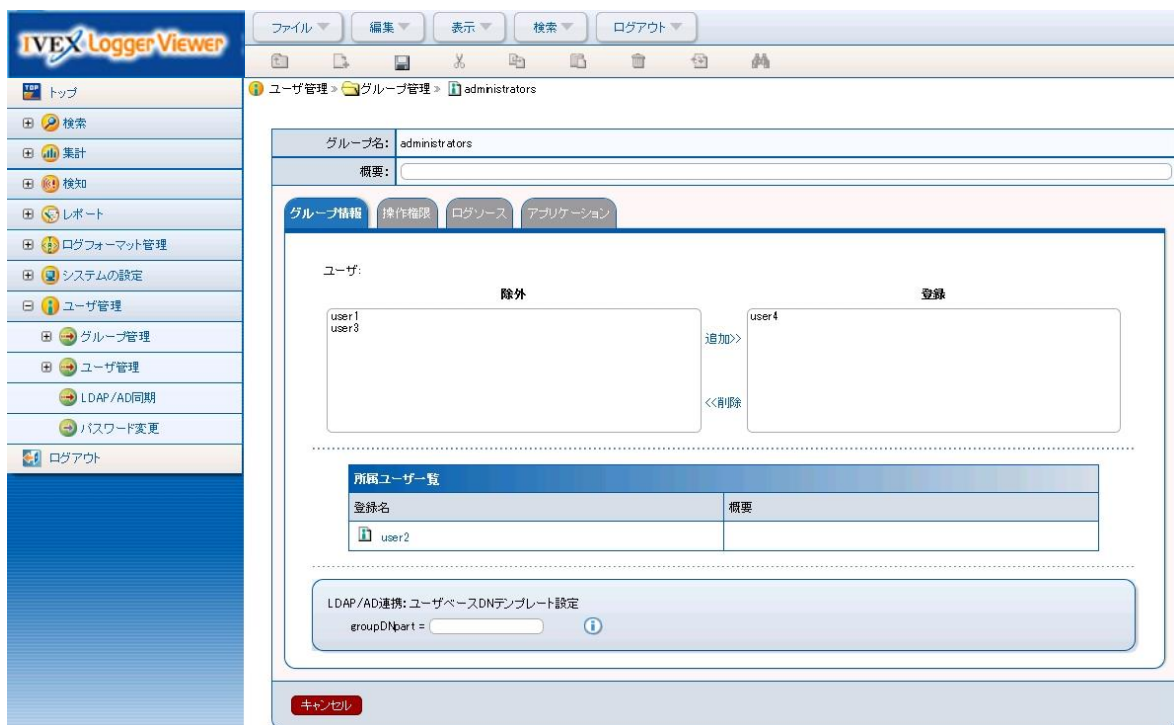 IVEX Logger Viewer
ファイル 編集 表示 検索 ログアウト
TOP トップ
検索
集計
検知
レポート
ログフォーマット管理
システムの設定
ユーザ管理
グループ管理
ユーザ管理
LDAP/AD同期
パスワード変更
ログアウト
ユーザ管理 » グループ管理 » administrators
グループ名: administrators
概要:
グループ情報 操作権限 ログソース アプリケーション
ユーザ:
除外 登録
user1 user4
user3
追加>>
<<削除
所属ユーザ一覧
登録名 概要
user2
LDAP/AD連携: ユーザベースDNテンプレート設定
groupDNpart =
キャンセル